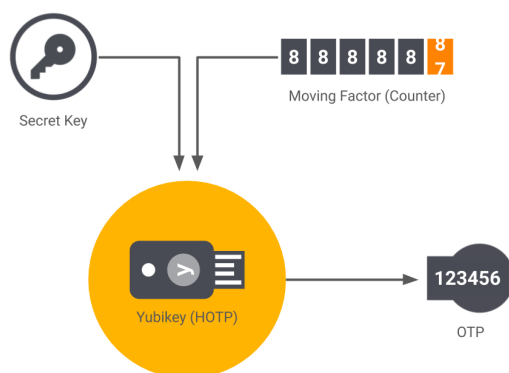 8 8 8 8 8 8
7
Secret Key
Moving Factor (Counter)
y
Yubikey (HOTP)
123456
OTP